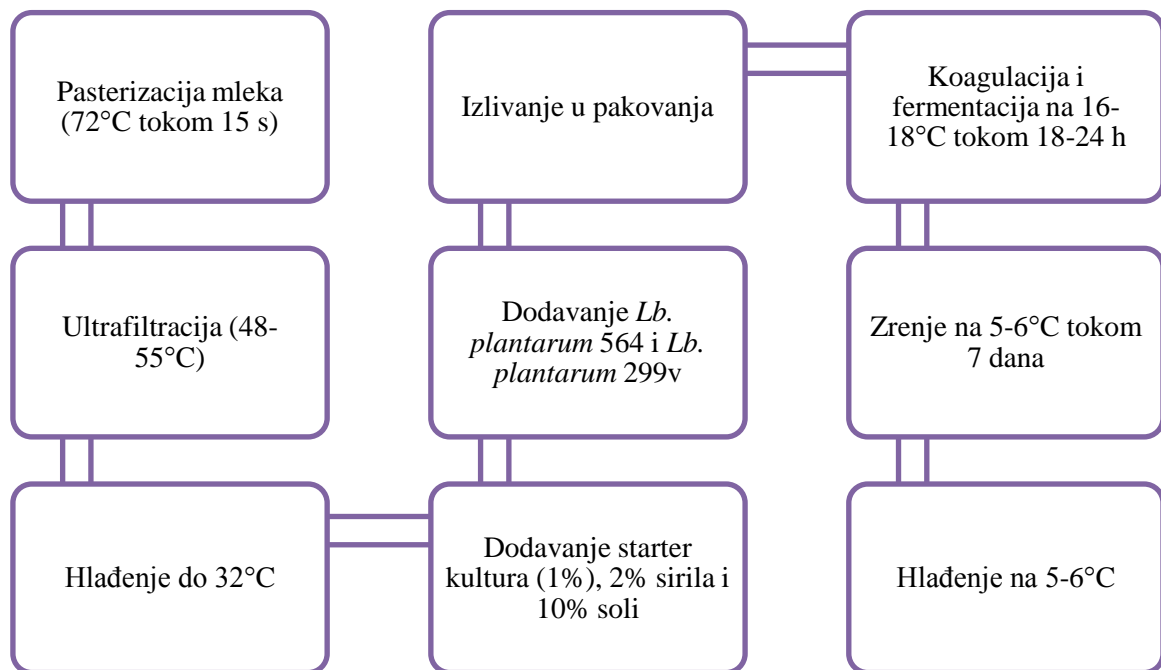 Pasterizacija mleka
(72°C tokom 15 s)
Ultrafiltracija (48-
55°C)
Hlađenje do 32°C
Dodavanje starter
kultura (1%), 2% sirila i
10% soli
Dodavanje Lb.
plantarum 564 i Lb.
plantarum 299v
Izlivanje u pakovanja
Koagulacija i
fermentacija na 16-
18°C tokom 18-24 h
Zrenje na 5-6°C tokom
7 dana
Hlađenje na 5-6°C